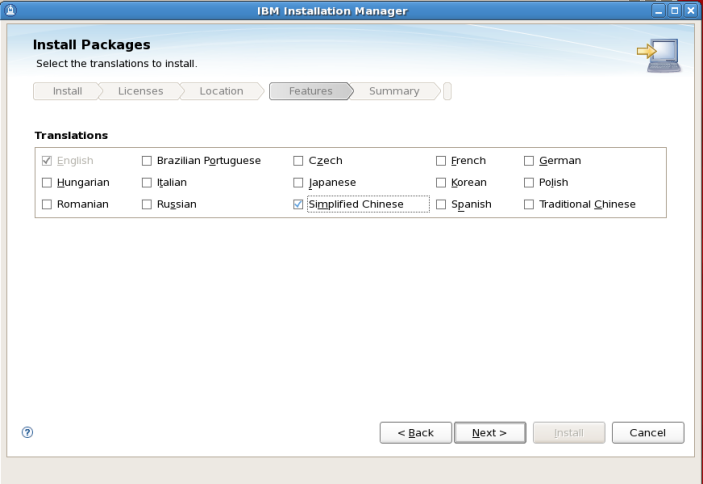 IBM Installation Manager
Install Packages
Select the translations to install.
Install Licenses Location Features Summary
Translations
English Brazilian Portuguese Czech French German
Hungarian Italian Japanese Korean Polish
Romanian Russian Simplified Chinese Spanish Traditional Chinese
? < Back Next > Install Cancel